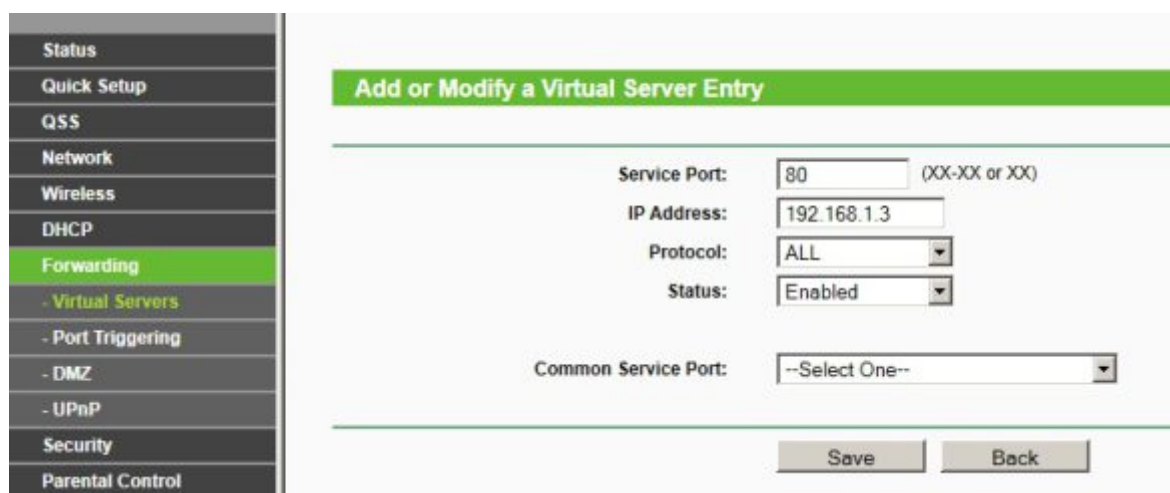 Status
Quick Setup
QSS
Network
Wireless
DHCP
Forwarding
- Virtual Servers
- Port Triggering
- DMZ
- UPnP
Security
Parental Control
Add or Modify a Virtual Server Entry
Service Port: 80 (XX-XX or XX)
IP Address: 192.168.1.3
Protocol: ALL
Status: Enabled
Common Service Port: --Select One--
Save Back